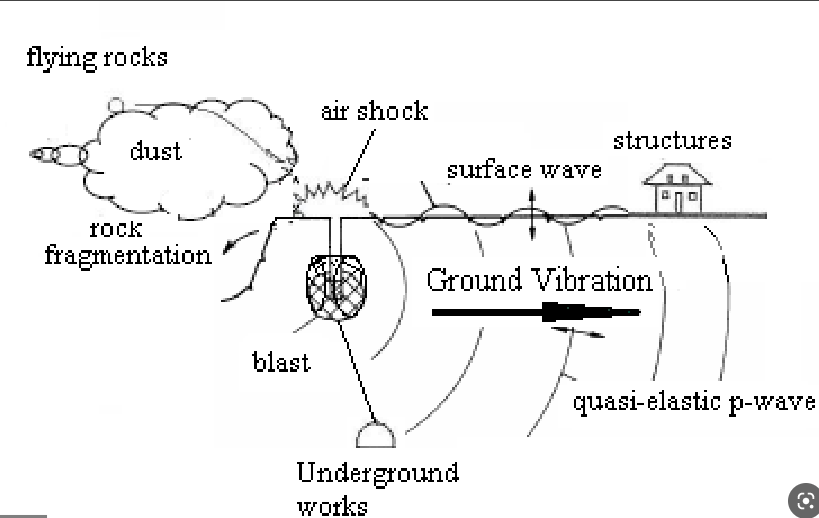 flying rocks
air shock
dust
structures
surface wave
rock
fragmentation
Ground Vibration
blast
quasi-elastic p-wave
Underground
works